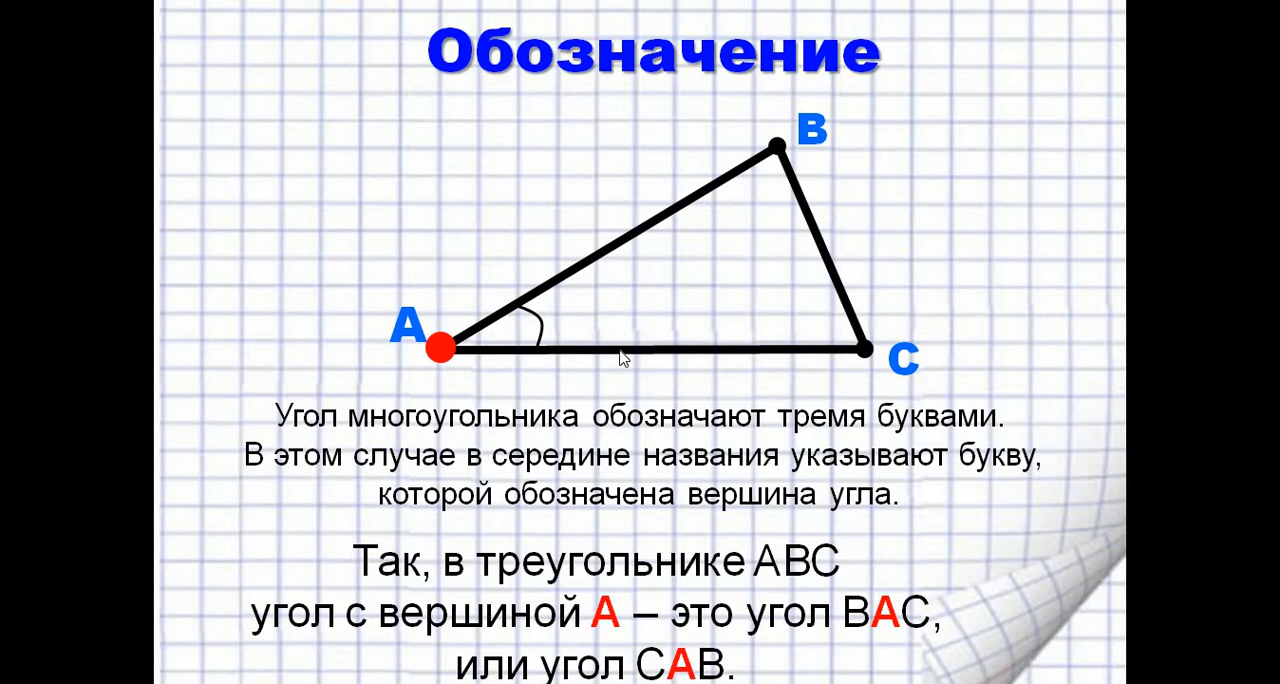 Обозначение
B
A
C
Угол многоугольника обозначают тремя буквами.
В этом случае в середине названия указывают букву,
которой обозначена вершина угла.
Так, в треугольнике ABC
угол с вершиной A – это угол BAC,
или угол CAB.